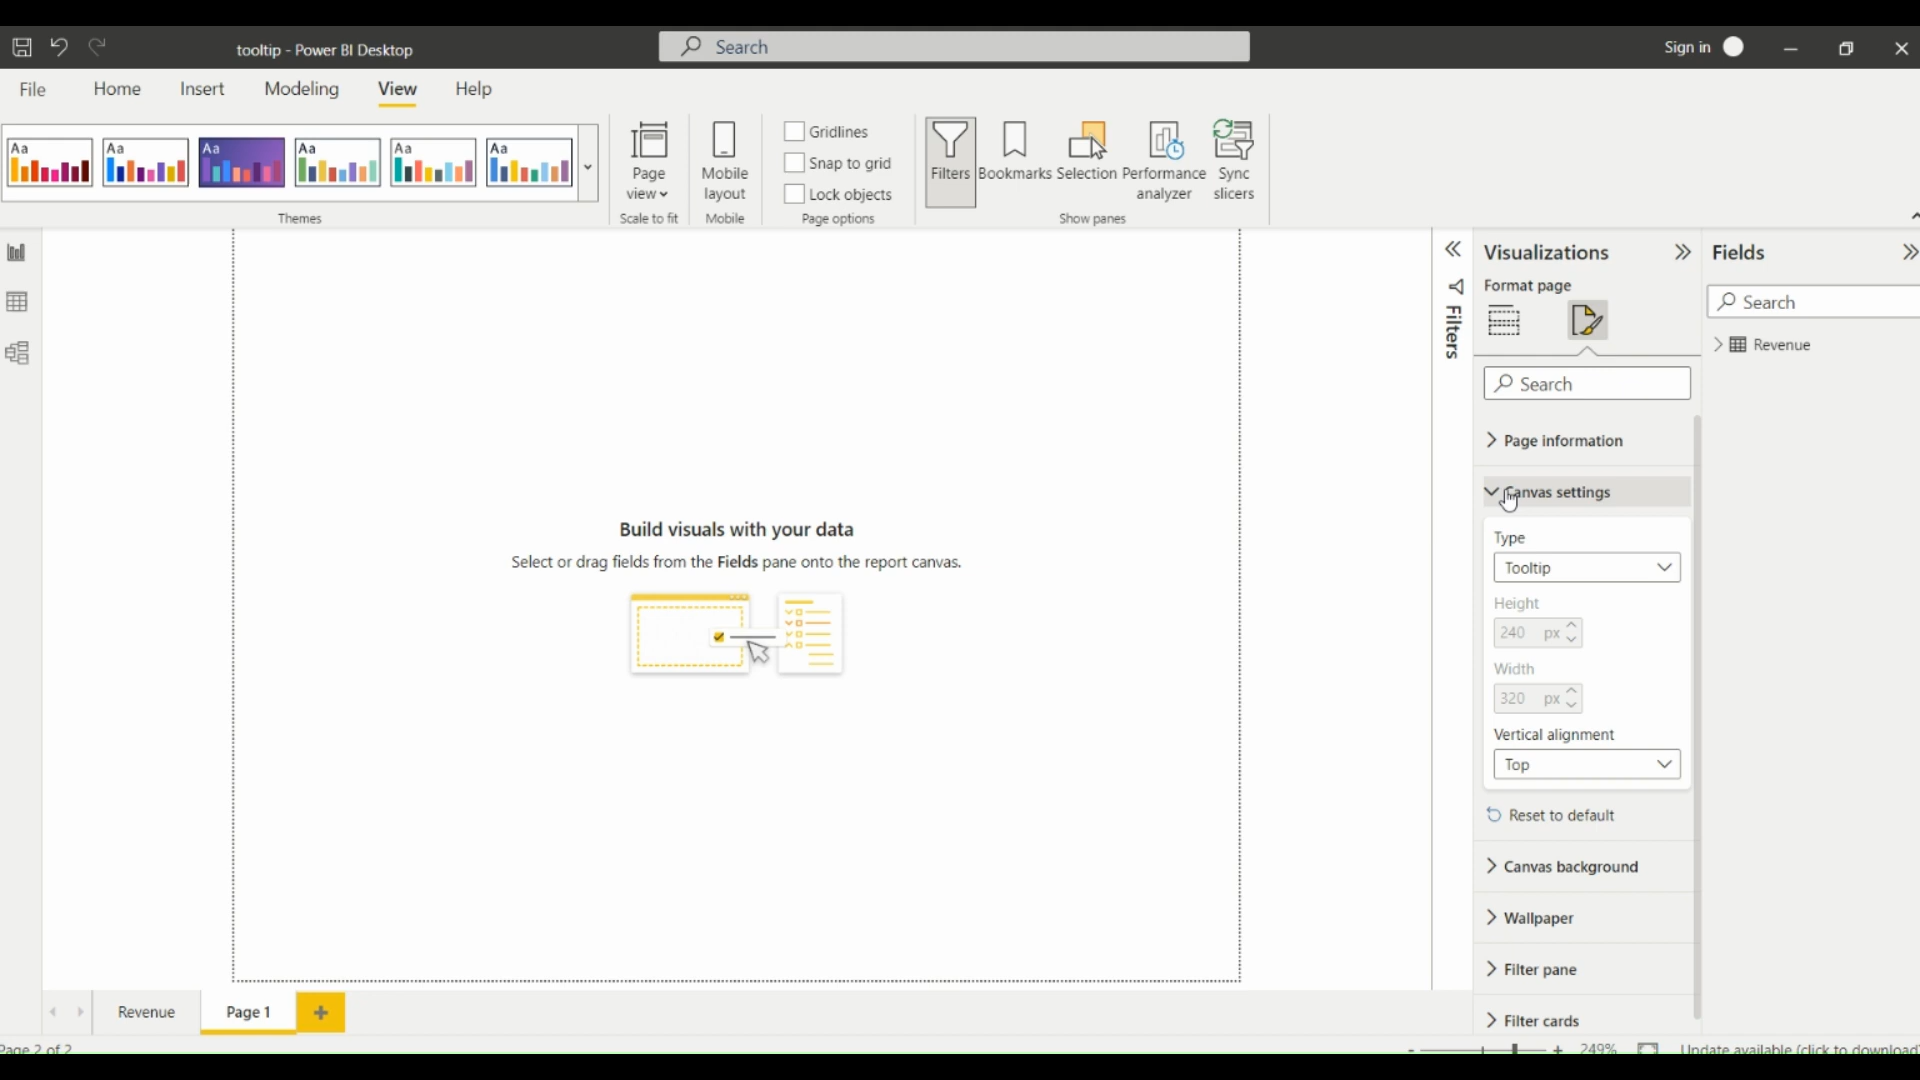 tooltip - Power BI Desktop
Search
Sign in
File Home Insert Modeling View Help
Aa Aa Aa Aa Aa Aa
Page view
Mobile layout
Gridlines
Snap to grid
Lock objects
Filters
Bookmarks
Selection
Performance analyzer
Sync slicers
Themes
Scale to fit
Mobile
Page options
Show panes
Build visuals with your data
Select or drag fields from the Fields pane onto the report canvas.
Filters
Visualizations
Format page
Search
Page information
Canvas settings
Type
Tooltip
Height
240 px
Width
320 px
Vertical alignment
Top
Reset to default
Canvas background
Wallpaper
Filter pane
Filter cards
Fields
Search
Revenue
Revenue
Page 1
+
Page 2 of 2
- + 249%
Update available (click to download)